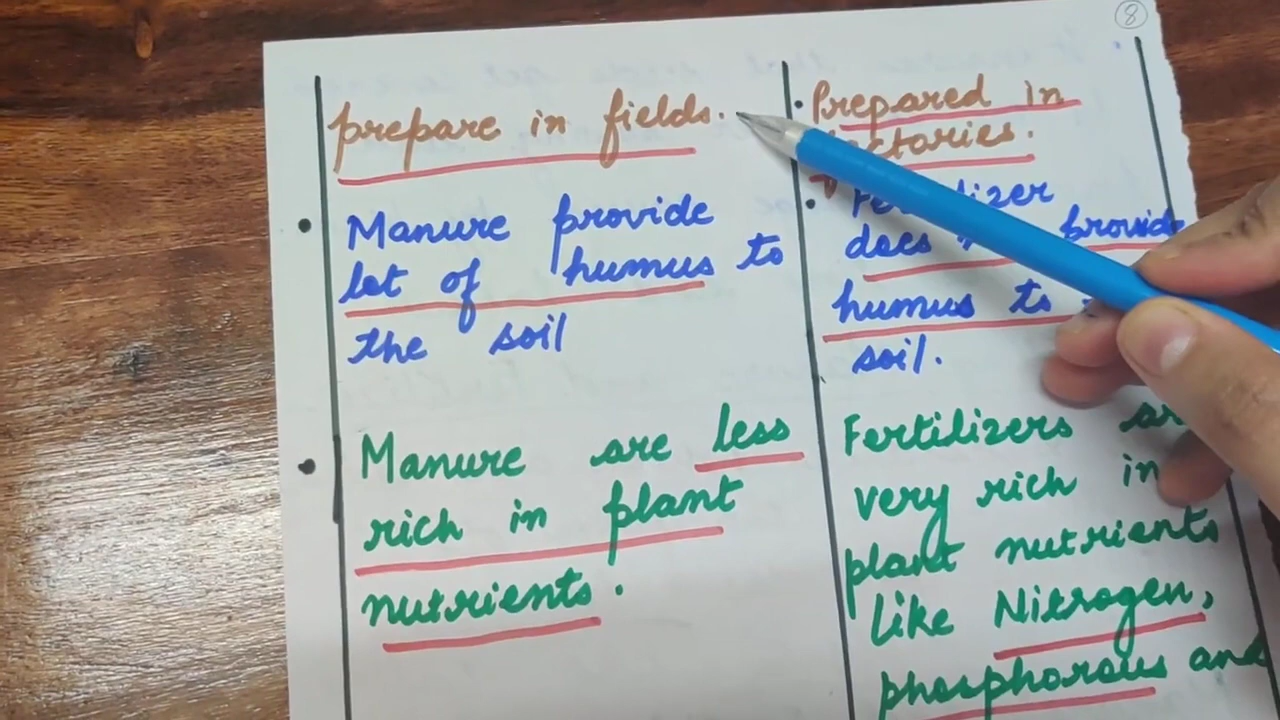 8
prepare in fields.
Manure provide
lot of humus to
the soil
Manure are less
rich in plant
nutrients.
Prepared in
does provide
humus to
soil.
Fertilizers
very rich in
plant nutrients
like Nitrogen,
phosphorous and